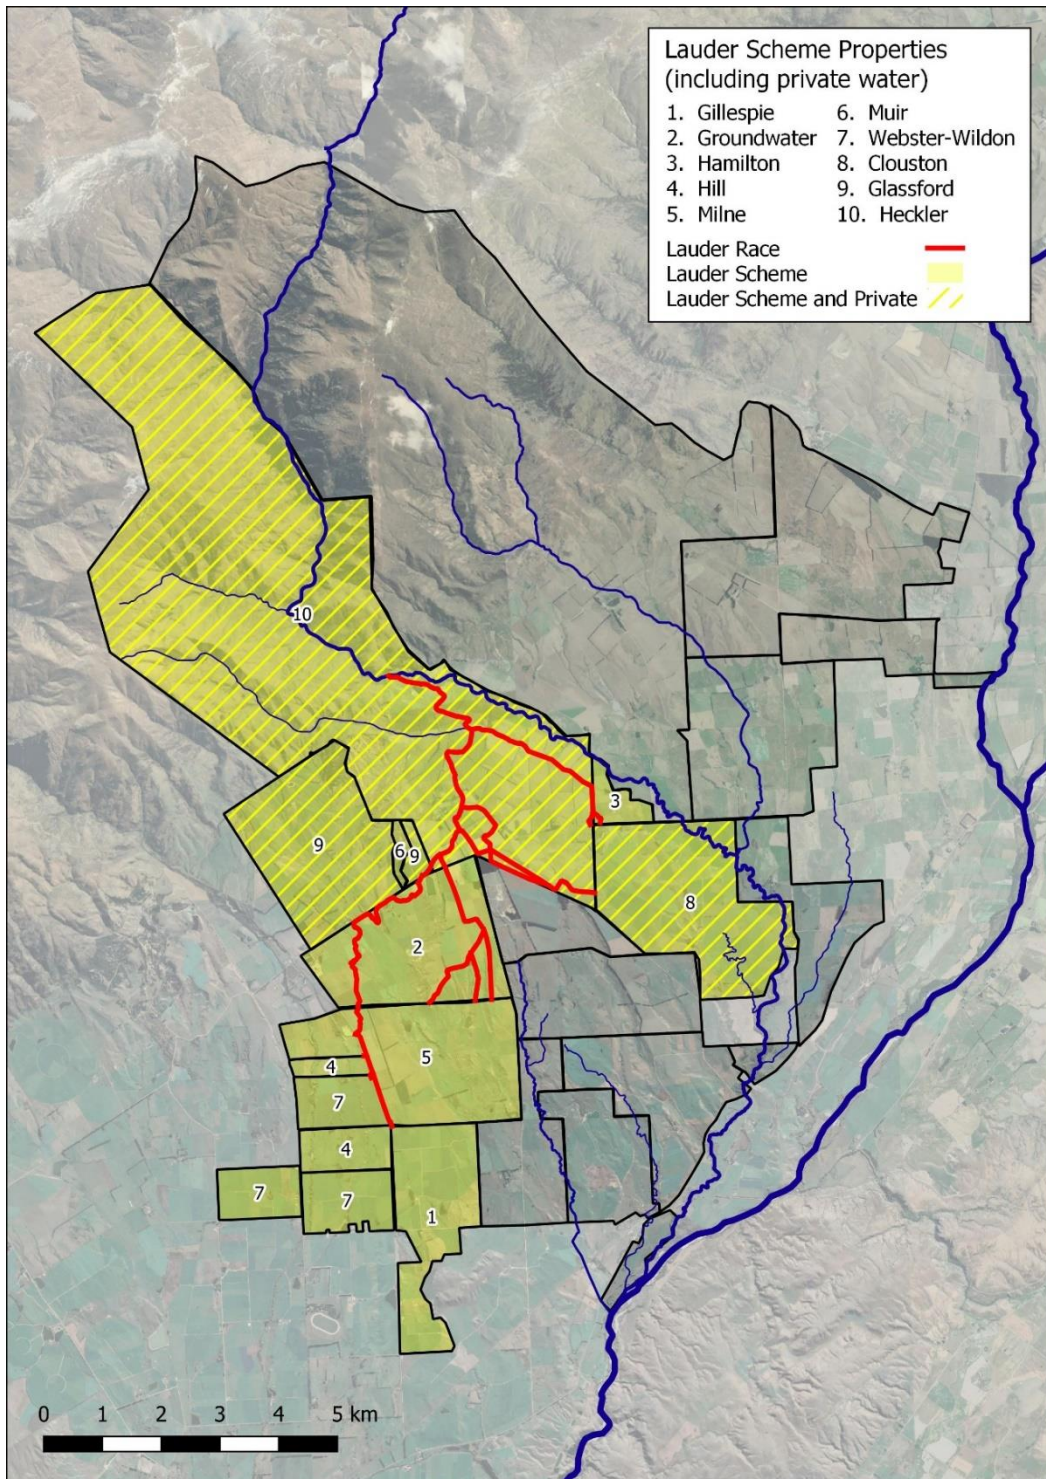 Lauder Scheme Properties
(including private water)
1. Gillespie
2. Groundwater
3. Hamilton
4. Hill
5. Milne
6. Muir
7. Webster-Wildon
8. Clouston
9. Glassford
10. Heckler
Lauder Race
Lauder Scheme
Lauder Scheme and Private
10
3
9
6
9
8
2
5
4
7
4
7
7
1
0 1 2 3 4 5 km